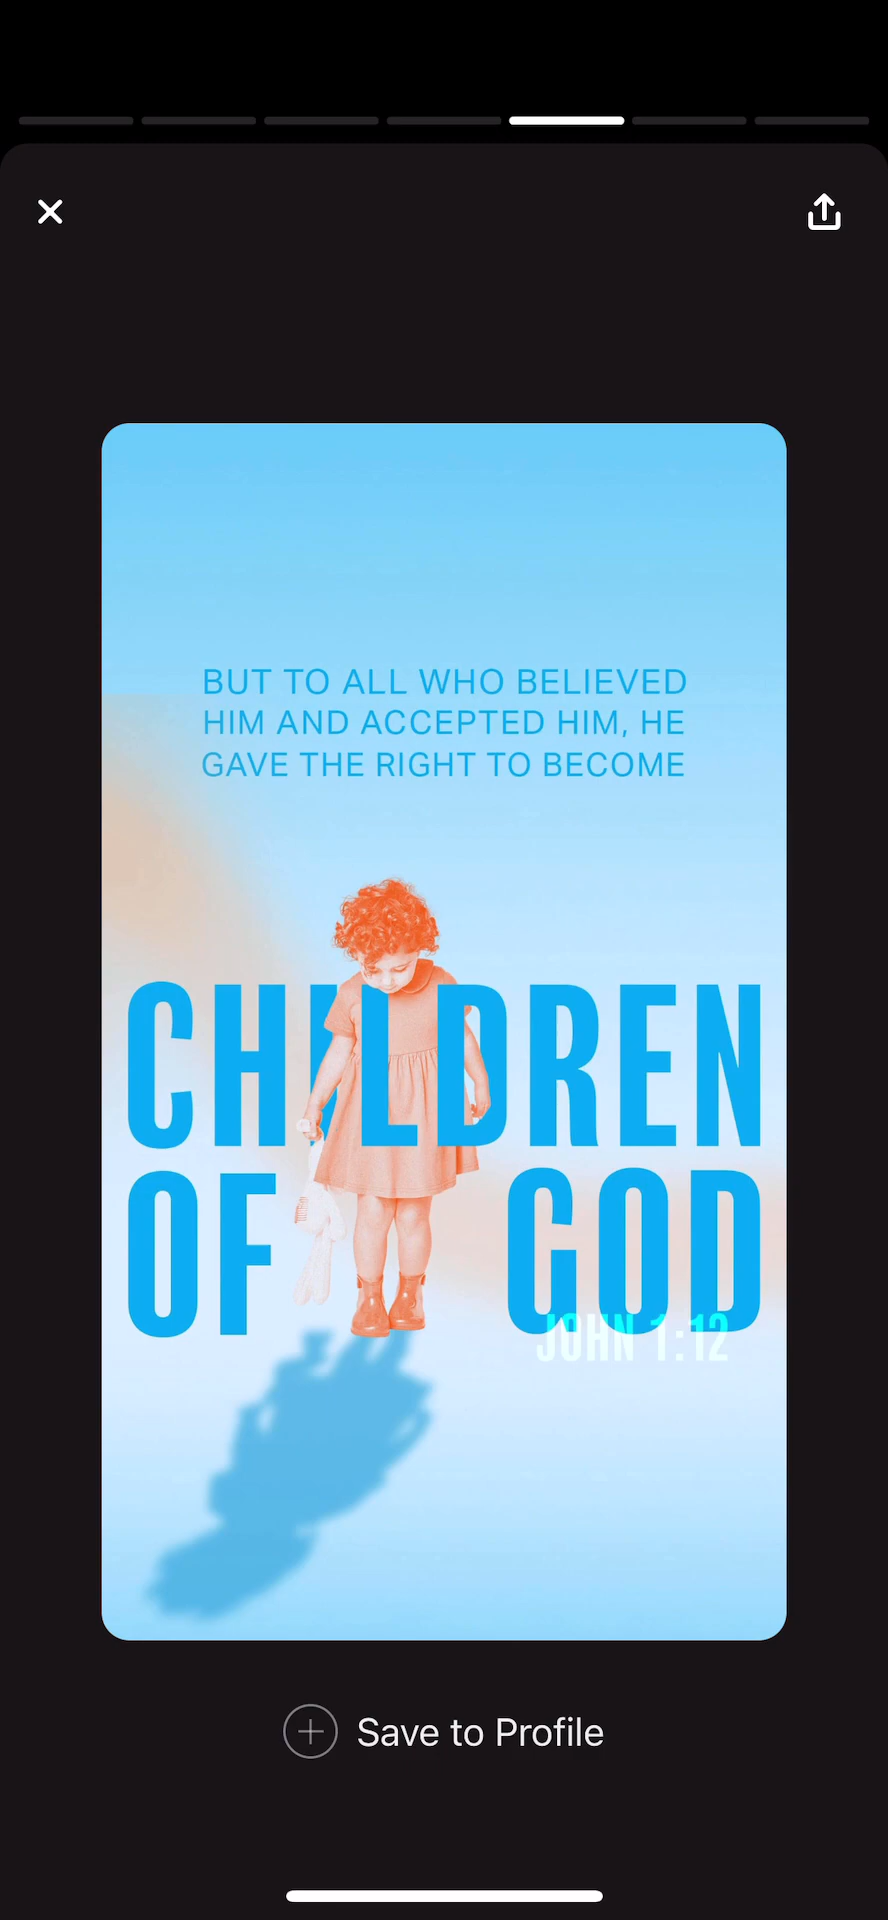 BUT TO ALL WHO BELIEVED
HIM AND ACCEPTED HIM, HE
GAVE THE RIGHT TO BECOME
CHILDREN
OF GOD
JOHN 1:12
Save to Profile